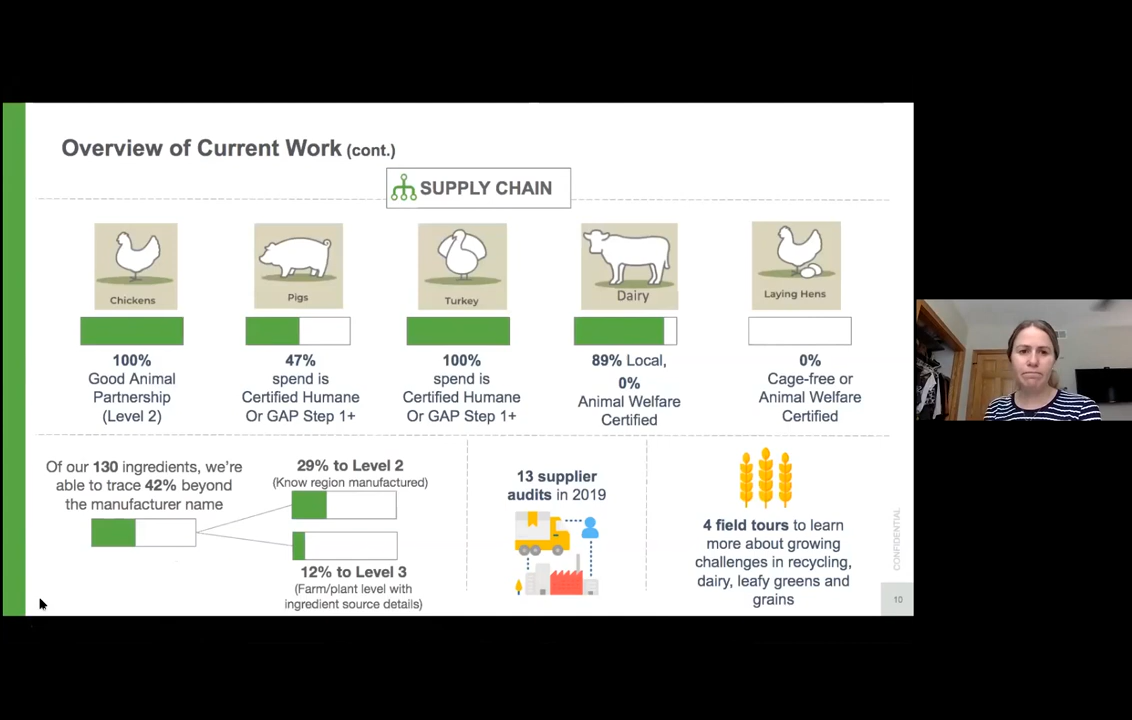 Overview of Current Work (cont.)
SUPPLY CHAIN
Chickens
100%
Good Animal
Partnership
(Level 2)
Pigs
47%
spend is
Certified Humane
Or GAP Step 1+
Turkey
100%
spend is
Certified Humane
Or GAP Step 1+
Dairy
89% Local,
0%
Animal Welfare
Certified
Laying Hens
0%
Cage-free or
Animal Welfare
Certified
Of our 130 ingredients, we're
able to trace 42% beyond
the manufacturer name
29% to Level 2
(Know region manufactured)
12% to Level 3
(Farm/plant level with
ingredient source details)
13 supplier
audits in 2019
4 field tours to learn
more about growing
challenges in recycling,
dairy, leafy greens and
grains
CONFIDENTIAL
10